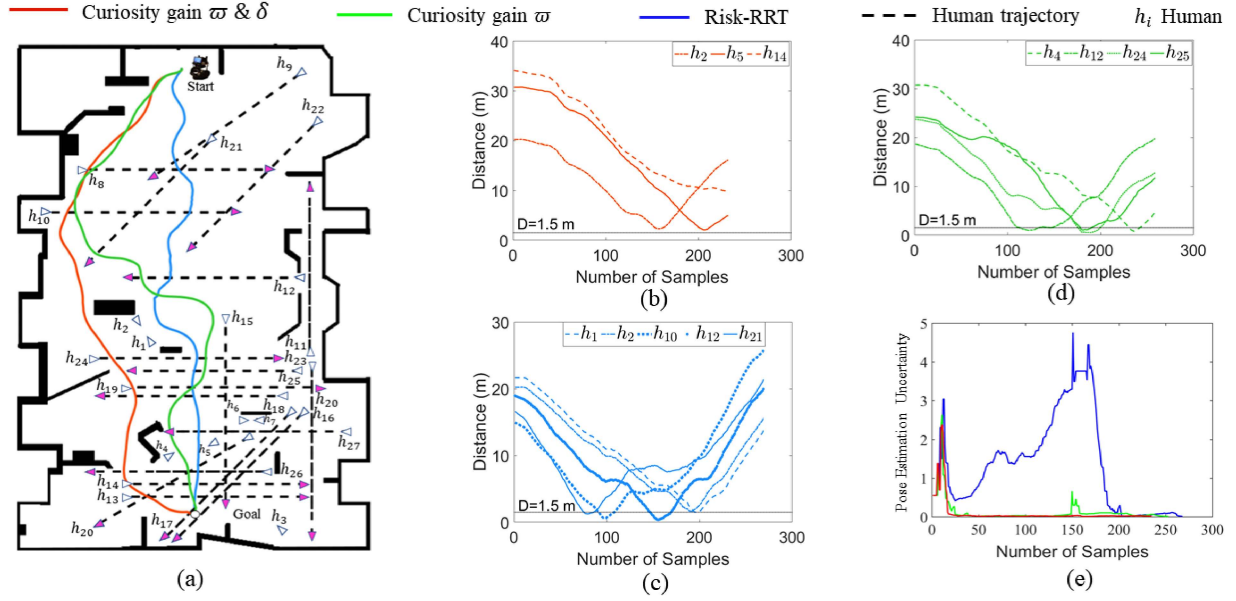 Curiosity gain ϖ & δ
Curiosity gain ϖ
Risk-RRT
Human trajectory
hᵢ Human
Start
h₉
h₂₂
h₂₁
h₈
h₁₀
h₁₂
h₂
h₁₅
h₁
h₁₁
h₂₄
h₂₃
h₂₅
h₁₉
h₂₀
h₁₈
h₆
h₇
h₁₆
h₂₇
h₅
h₄
h₂₆
h₁₄
h₁₃
h₂₀
h₁₇
Goal
h₃
(a)
h₂ h₅ h₁₄
40
30
20
10
0
Distance (m)
D=1.5 m
0 100 200 300
Number of Samples
(b)
h₁ h₂ h₁₀ h₁₂ h₂₁
30
25
20
15
10
5
0
Distance (m)
D=1.5 m
0 100 200 300
Number of Samples
(c)
h₄ h₁₂ h₂₄ h₂₅
40
30
20
10
0
Distance (m)
D=1.5 m
0 100 200 300
Number of Samples
(d)
5
4
3
2
1
0
Pose Estimation Uncertainty
0 50 100 150 200 250 300
Number of Samples
(e)